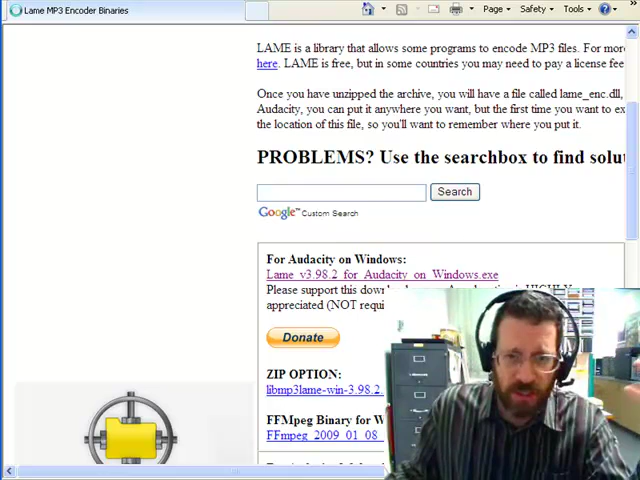 Lame MP3 Encoder Binaries
Page Safety Tools
LAME is a library that allows some programs to encode MP3 files. For more
here. LAME is free, but in some countries you may need to pay a license fee
Once you have unzipped the archive, you will have a file called lame_enc.dll,
Audacity, you can put it anywhere you want, but the first time you want to ex
the location of this file, so you'll want to remember where you put it.
PROBLEMS? Use the searchbox to find solu
Search
Google™ Custom Search
For Audacity on Windows:
Lame_v3.98.2_for_Audacity_on_Windows.exe
Please support this
appreciated (NOT requi
Donate
ZIP OPTION:
libmp3lame-win-3.98.2
FFMpeg Binary for W
FFmpeg_2009_01_08